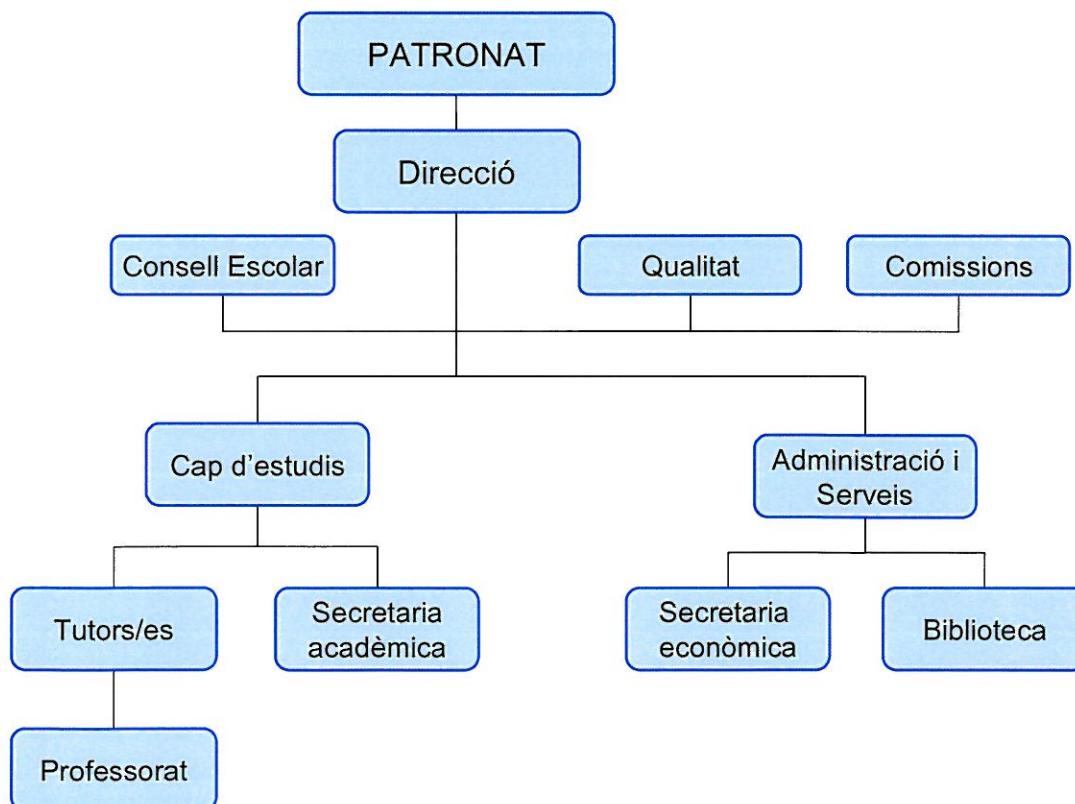 PATRONAT
Direcció
Consell Escolar
Qualitat
Comissions
Cap d'estudis
Administració i
Serveis
Tutors/es
Secretaria
acadèmica
Secretaria
econòmica
Biblioteca
Professorat